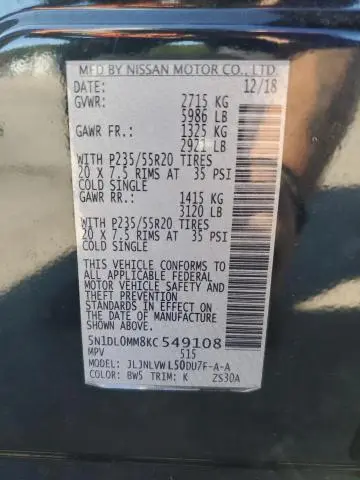 MFD BY NISSAN MOTOR CO., LTD.
DATE: 12/18
GVWR: 2715 KG
5986 LB
GAWR FR.: 1325 KG
2921 LB
WITH P235/55R20 TIRES
20 X 7.5 RIMS AT 35 PSI
COLD SINGLE
GAWR RR.: 1415 KG
3120 LB
WITH P235/55R20 TIRES
20 X 7.5 RIMS AT 35 PSI
COLD SINGLE
THIS VEHICLE CONFORMS TO
ALL APPLICABLE FEDERAL
MOTOR VEHICLE SAFETY AND
THEFT PREVENTION
STANDARDS IN EFFECT ON
THE DATE OF MANUFACTURE
SHOWN ABOVE
5N1DL0MM8KC 549108
MPV 515
MODEL: JLJNLVW L50DU7F-A-A
COLOR: BW5 TRIM: K ZS30A